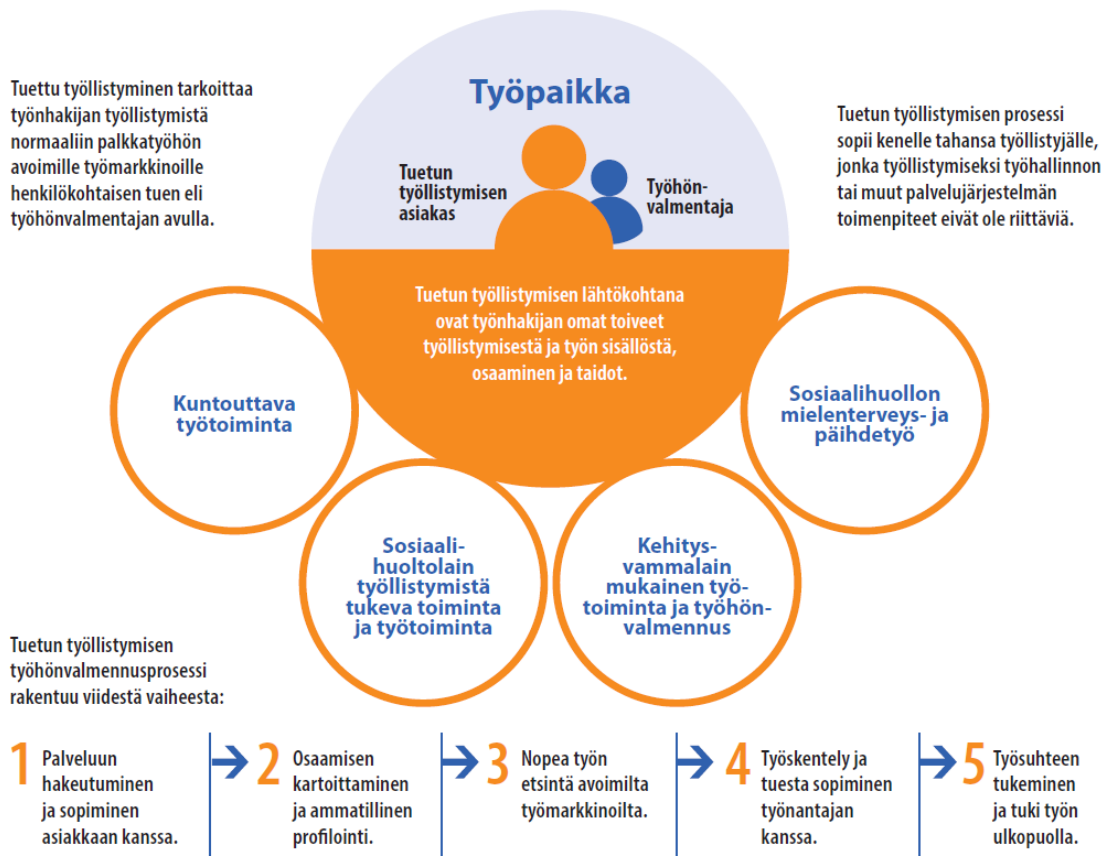 Tuettu työllistyminen tarkoittaa
työnhakijan työllistymistä
normaaliin palkkatyöhön
avoimille työmarkkinoille
henkilökohtaisen tuen eli
työhönvalmentajan avulla.
Työpaikka
Tuetun
työllistymisen
asiakas
Työhön-
valmentaja
Tuetun työllistymisen prosessi
sopii kenelle tahansa työllistyjälle,
jonka työllistymiseksi työhallinnon
tai muut palvelujärjestelmän
toimenpiteet eivät ole riittäviä.
Tuetun työllistymisen lähtökohtana
ovat työnhakijan omat toiveet
työllistymisestä ja työn sisällöstä,
osaaminen ja taidot.
Kuntouttava
työtoiminta
Sosiaali-
huoltolain
työllistymistä
tukeva toiminta
ja työtoiminta
Kehitys-
vammalain
mukainen työ-
toiminta ja työhön-
valmennus
Sosiaalihuollon
mielenterveys- ja
päihdetyö
Tuetun työllistymisen
työhönvalmennusprosessi
rakentuu viidestä vaiheesta:
1 Palveluun
hakeutuminen
ja sopiminen
asiakkaan kanssa.
2 Osaamisen
kartoittaminen
ja ammatillinen
profilointi.
3 Nopea työn
etsintä avoimilta
työmarkkinoilta.
4 Työskentely ja
tuesta sopiminen
työnantajan
kanssa.
5 Työsuhteen
tukeminen
ja tuki työn
ulkopuolla.